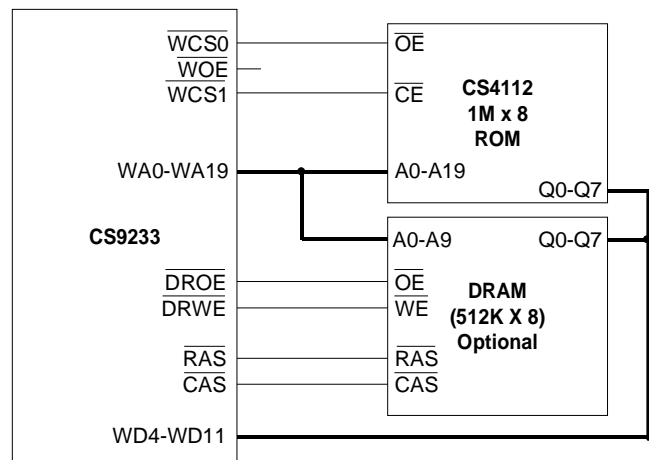 WCS0
OE
WOE
WCS1
CE
CS4112
1M x 8
ROM
WA0-WA19
A0-A19
Q0-Q7
CS9233
A0-A9
Q0-Q7
DROE
OE
DRWE
WE
DRAM
(512K X 8)
Optional
RAS
RAS
CAS
CAS
WD4-WD11